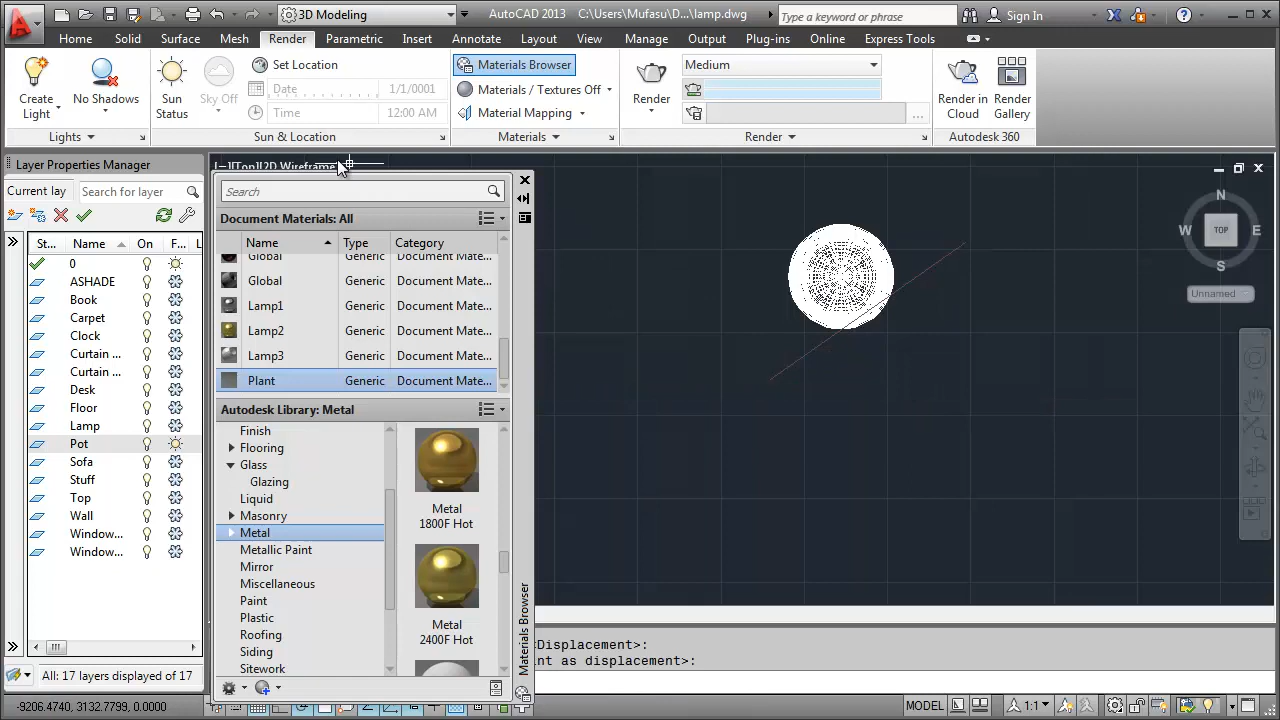 3D Modeling
AutoCAD 2013 C:\Users\Mufasu\D...\lamp.dwg
Type a keyword or phrase
Sign In
Home Solid Surface Mesh Render Parametric Insert Annotate Layout View Manage Output Plug-ins Online Express Tools
Create Light
No Shadows
Lights
Sun Status
Sky Off
Set Location
Date 1/1/0001
Time 12:00 AM
Sun & Location
Materials Browser
Materials / Textures Off
Material Mapping
Materials
Render
Medium
...
Render
Render in Cloud
Render Gallery
Autodesk 360
Layer Properties Manager
Current lay
Search for layer
St... Name On F... L
0
ASHADE
Book
Carpet
Clock
Curtain ...
Curtain ...
Desk
Floor
Lamp
Pot
Sofa
Stuff
Top
Wall
Window...
Window...
All: 17 layers displayed of 17
[−][Top][2D Wireframe
Search
Document Materials: All
Name Type Category
Global Generic Document Mate...
Global Generic Document Mate...
Lamp1 Generic Document Mate...
Lamp2 Generic Document Mate...
Lamp3 Generic Document Mate...
Plant Generic Document Mate...
Autodesk Library: Metal
Finish
Flooring
Glass
Glazing
Liquid
Masonry
Metal
Metallic Paint
Mirror
Miscellaneous
Paint
Plastic
Roofing
Siding
Sitework
Metal
1800F Hot
Metal
2400F Hot
Materials Browser
N
W TOP E
S
Unnamed
<Displacement>:
int as displacement>:
-9206.4740, 3132.7798, 0.0000
MODEL
1:1